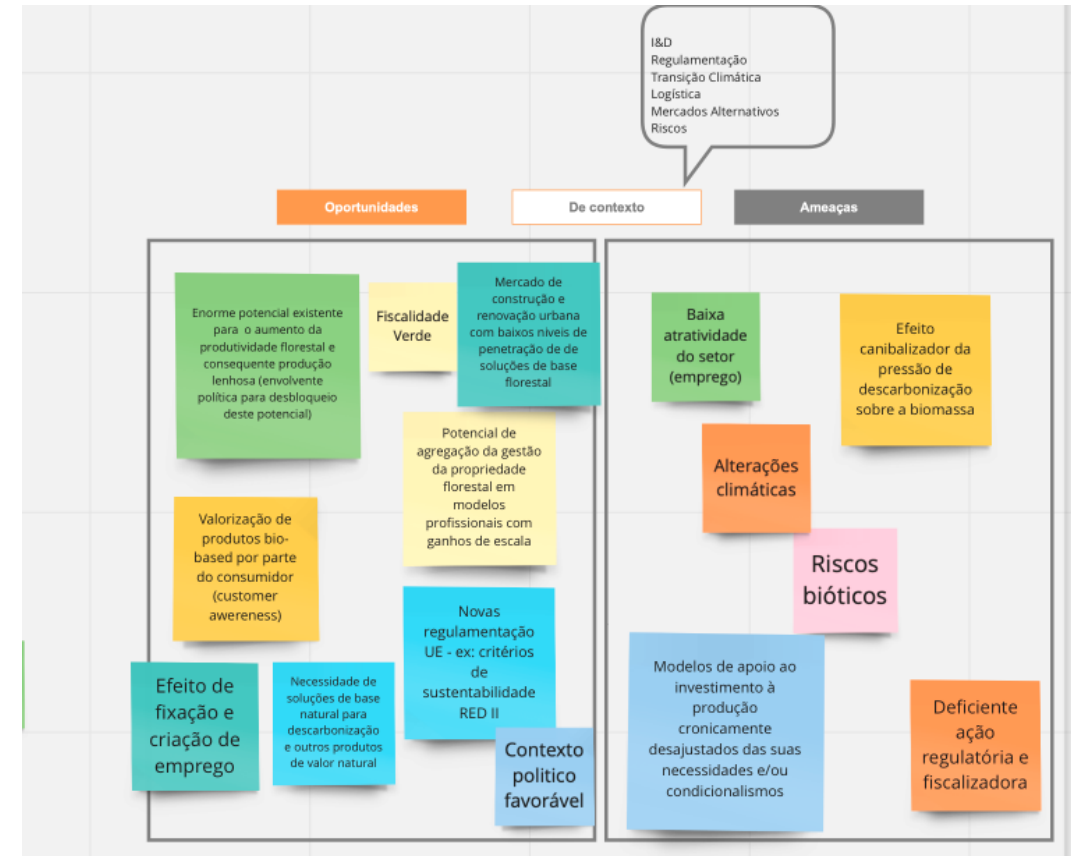 I&D
Regulamentação
Transição Climática
Logística
Mercados Alternativos
Riscos
Oportunidades
De contexto
Ameaças
Enorme potencial existente
para o aumento da
produtividade florestal e
consequente produção
lenhosa (envolvente
política para desbloqueio
deste potencial)
Fiscalidade
Verde
Mercado de
construção e
renovação urbana
com baixos níveis de
penetração de de
soluções de base
florestal
Potencial de
agregação da gestão
da propriedade
florestal em
modelos
profissionais com
ganhos de escala
Valorização de
produtos bio-
based por parte
do consumidor
(customer
awereness)
Novas
regulamentação
UE - ex: critérios
de
sustentabilidade
RED II
Efeito de
fixação e
criação de
emprego
Necessidade de
soluções de base
natural para
descarbonização
e outros produtos
de valor natural
Contexto
politico
favorável
Baixa
atratividade
do setor
(emprego)
Efeito
canibalizador da
pressão de
descarbonização
sobre a biomassa
Alterações
climáticas
Riscos
bióticos
Modelos de apoio ao
investimento à
produção
cronicamente
desajustados das suas
necessidades e/ou
condicionalismos
Deficiente
ação
regulatória e
fiscalizadora